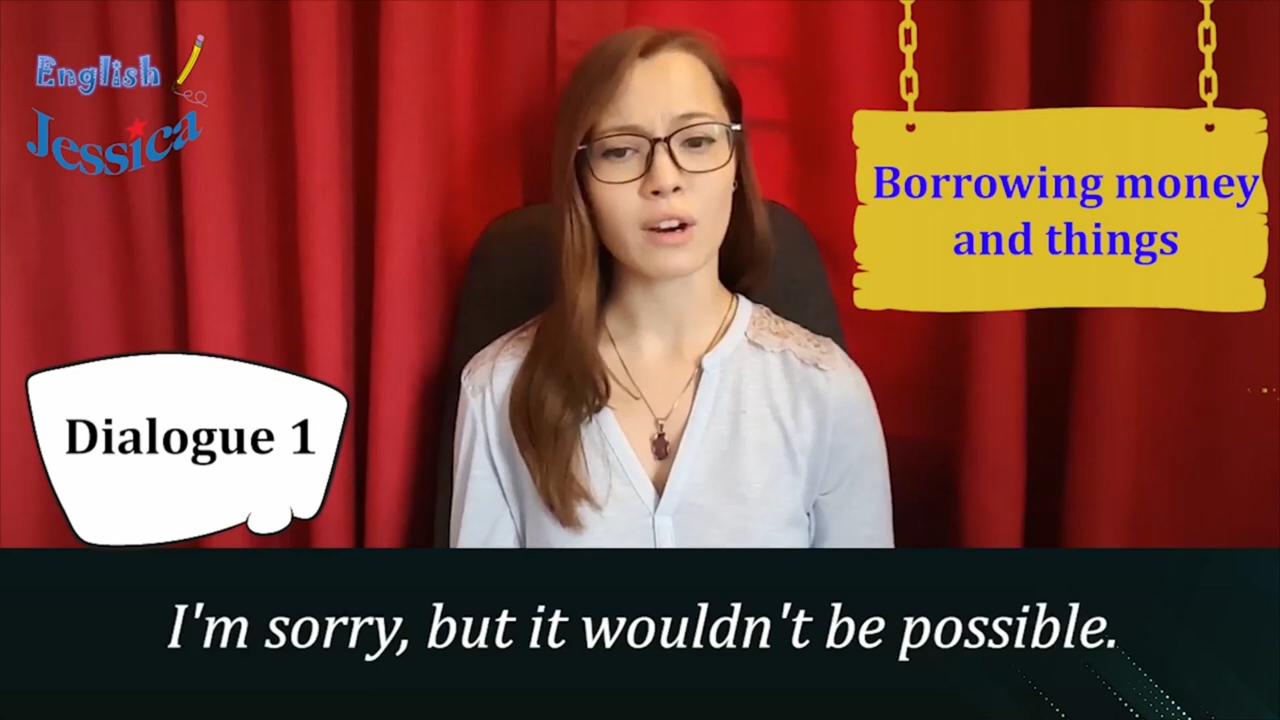 English
Jessica
Borrowing money
and things
Dialogue 1
I'm sorry, but it wouldn't be possible.